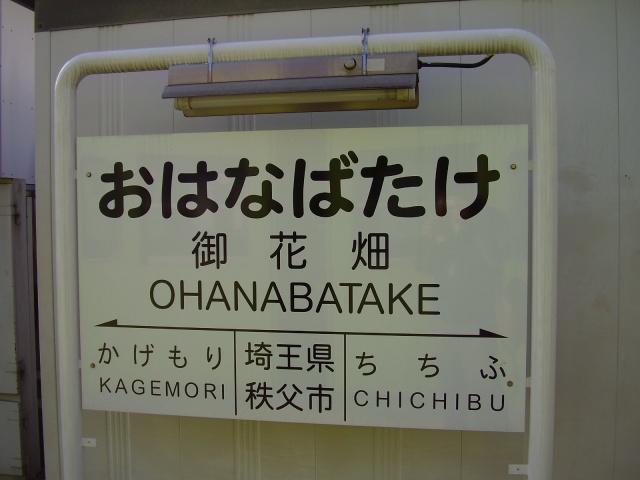 おはなばたけ
御花畑
OHANABATAKE
かげもり
KAGEMORI
埼玉県
秩父市
ちちぶ
CHICHIBU